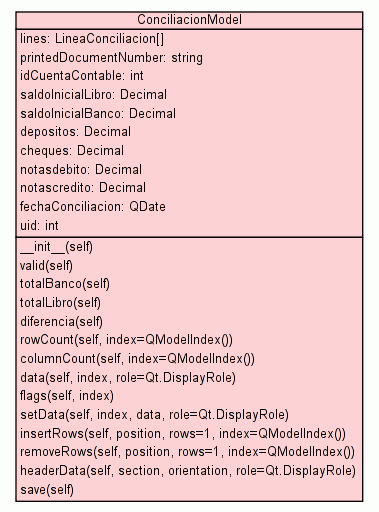 ConciliacionModel
lines: LineaConciliacion[]
printedDocumentNumber: string
idCuentaContable: int
saldoInicialLibro: Decimal
saldoInicialBanco: Decimal
depositos: Decimal
cheques: Decimal
notasdebito: Decimal
notascredito: Decimal
fechaConciliacion: QDate
uid: int
__init__(self)
valid(self)
totalBanco(self)
totalLibro(self)
diferencia(self)
rowCount(self, index=QModelIndex())
columnCount(self, index=QModelIndex())
data(self, index, role=Qt.DisplayRole)
flags(self, index)
setData(self, index, data, role=Qt.DisplayRole)
insertRows(self, position, rows=1, index=QModelIndex())
removeRows(self, position, rows=1, index=QModelIndex())
headerData(self, section, orientation, role=Qt.DisplayRole)
save(self)